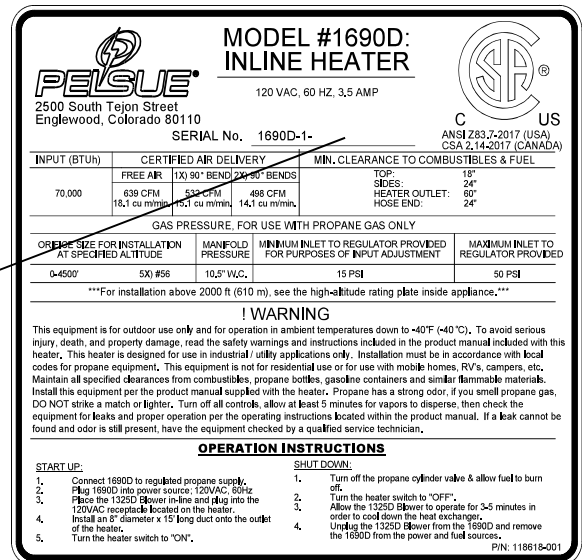 PELSUE®
2500 South Tejon Street
Englewood, Colorado 80110
MODEL #1690D:
INLINE HEATER
120 VAC, 60 HZ, 3.5 AMP
SERIAL No. 1690D-1-
CSA
®
C US
ANSI Z83.7-2017 (USA)
CSA 2.14-2017 (CANADA)
INPUT (BTUh)
70,000
CERTIFIED AIR DELIVERY
FREE AIR 1X) 90° BEND 2X) 90° BENDS
639 CFM 532 CFM 498 CFM
18.1 cu m/min. 15.1 cu m/min. 14.1 cu m/min.
MIN. CLEARANCE TO COMBUSTIBLES & FUEL
TOP: 18"
SIDES: 24"
HEATER OUTLET: 60"
HOSE END: 24"
GAS PRESSURE, FOR USE WITH PROPANE GAS ONLY
ORIFICE SIZE FOR INSTALLATION
AT SPECIFIED ALTITUDE
0-4500' 5X) #56
MANIFOLD
PRESSURE
10.5" W.C.
MINIMUM INLET TO REGULATOR PROVIDED
FOR PURPOSES OF INPUT ADJUSTMENT
15 PSI
MAXIMUM INLET TO
REGULATOR PROVIDED
50 PSI
***For installation above 2000 ft (610 m), see the high-altitude rating plate inside appliance.***
! WARNING
This equipment is for outdoor use only and for operation in ambient temperatures down to -40°F (-40°C). To avoid serious
injury, death, and property damage, read the safety warnings and instructions included in the product manual included with this
heater. This heater is designed for use in industrial / utility applications only. Installation must be in accordance with local
codes for propane equipment. This equipment is not for residential use or for use with mobile homes, RV's, campers, etc.
Maintain all specified clearances from combustibles, propane bottles, gasoline containers and similar flammable materials.
Install this equipment per the product manual supplied with the heater. Propane has a strong odor, if you smell propane gas,
DO NOT strike a match or lighter. Turn off all controls, allow at least 5 minutes for vapors to disperse, then check the
equipment for leaks and proper operation per the operating instructions located within the product manual. If a leak cannot be
found and odor is still present, have the equipment checked by a qualified service technician.
OPERATION INSTRUCTIONS
START UP:
1. Connect 1690D to regulated propane supply.
2. Plug 1690D into power source; 120VAC, 60Hz
3. Place the 1325D Blower in-line and plug into the
120VAC receptacle located on the heater.
4. Install an 8" diameter x 15' long duct onto the outlet
of the heater.
5. Turn the heater switch to "ON".
SHUT DOWN:
1. Turn off the propane cylinder valve & allow fuel to burn
off.
2. Turn the heater switch to "OFF".
3. Allow the 1325D Blower to operate for 3-5 minutes in
order to cool down the heat exchanger.
4. Unplug the 1325D Blower from the 1690D and remove
the 1690D from the power and fuel sources.
P/N: 118618-001